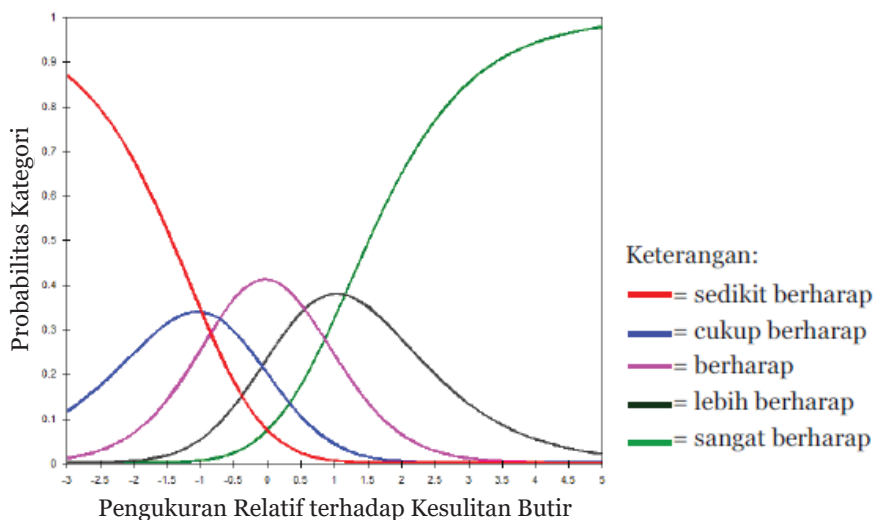 1
0.9
0.8
0.7
0.6
0.5
0.4
0.3
0.2
0.1
0
Probabilitas Kategori
-3 -2.5 -2 -1.5 -1 -0.5 0 0.5 1 1.5 2 2.5 3 3.5 4 4.5 5
Pengukuran Relatif terhadap Kesulitan Butir
Keterangan:
= sedikit berharap
= cukup berharap
= berharap
= lebih berharap
= sangat berharap